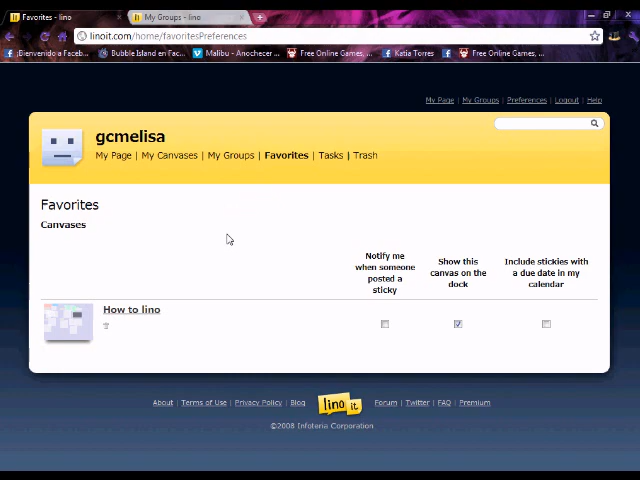 Favorites - lino
My Groups - lino
linoit.com/home/favoritesPreferences
¡Bienvenido a Faceb...
Bubble Island en Fac...
Malibu - Anochecer ...
Free Online Games, ...
Katia Torres
Free Online Games, ...
My Page | My Groups | Preferences | Logout | Help
gcmelisa
My Page | My Canvases | My Groups | Favorites | Tasks | Trash
Favorites
Canvases
Notify me
when someone
posted a
sticky
Show this
canvas on the
dock
Include stickies with
a due date in my
calendar
How to lino
About | Terms of Use | Privacy Policy | Blog
lino it
Forum | Twitter | FAQ | Premium
©2008 Infoteria Corporation